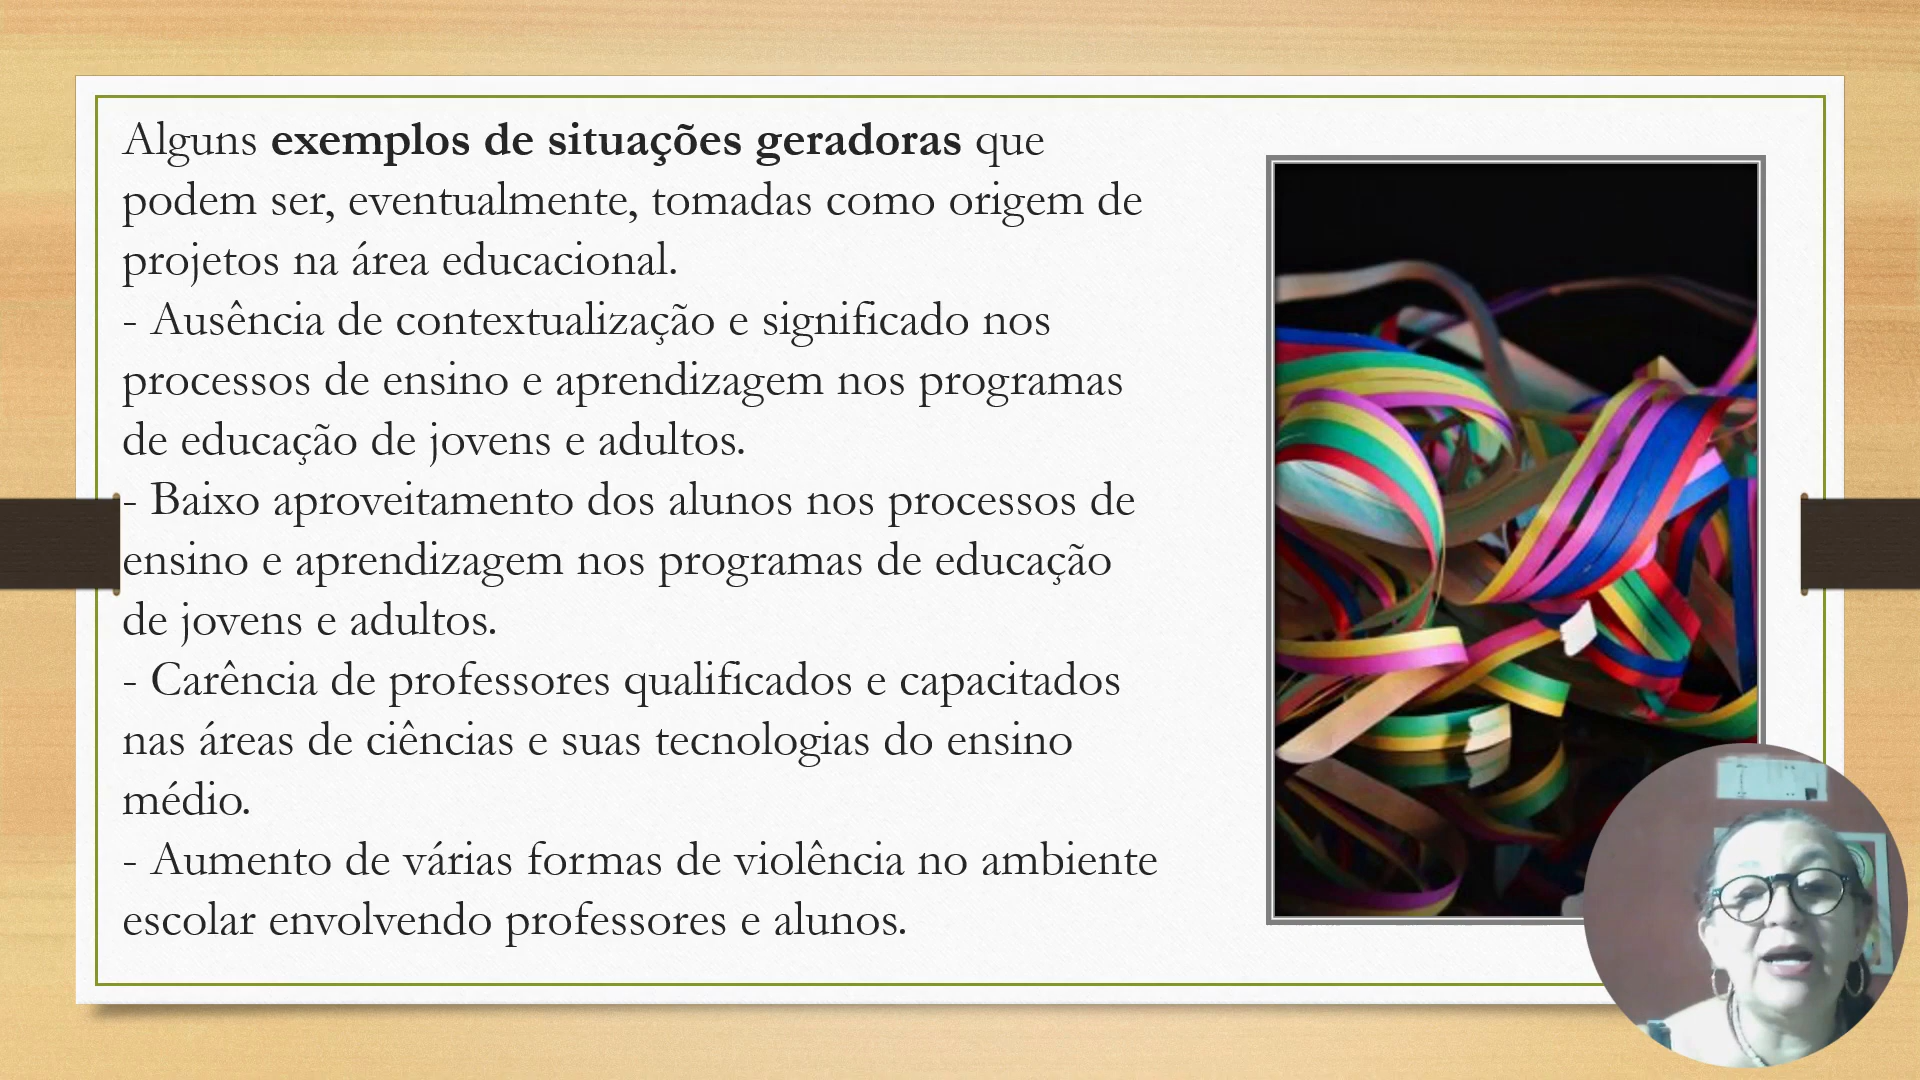 Alguns exemplos de situações geradoras que
podem ser, eventualmente, tomadas como origem de
projetos na área educacional.
- Ausência de contextualização e significado nos
processos de ensino e aprendizagem nos programas
de educação de jovens e adultos.
- Baixo aproveitamento dos alunos nos processos de
ensino e aprendizagem nos programas de educação
de jovens e adultos.
- Carência de professores qualificados e capacitados
nas áreas de ciências e suas tecnologias do ensino
médio.
- Aumento de várias formas de violência no ambiente
escolar envolvendo professores e alunos.